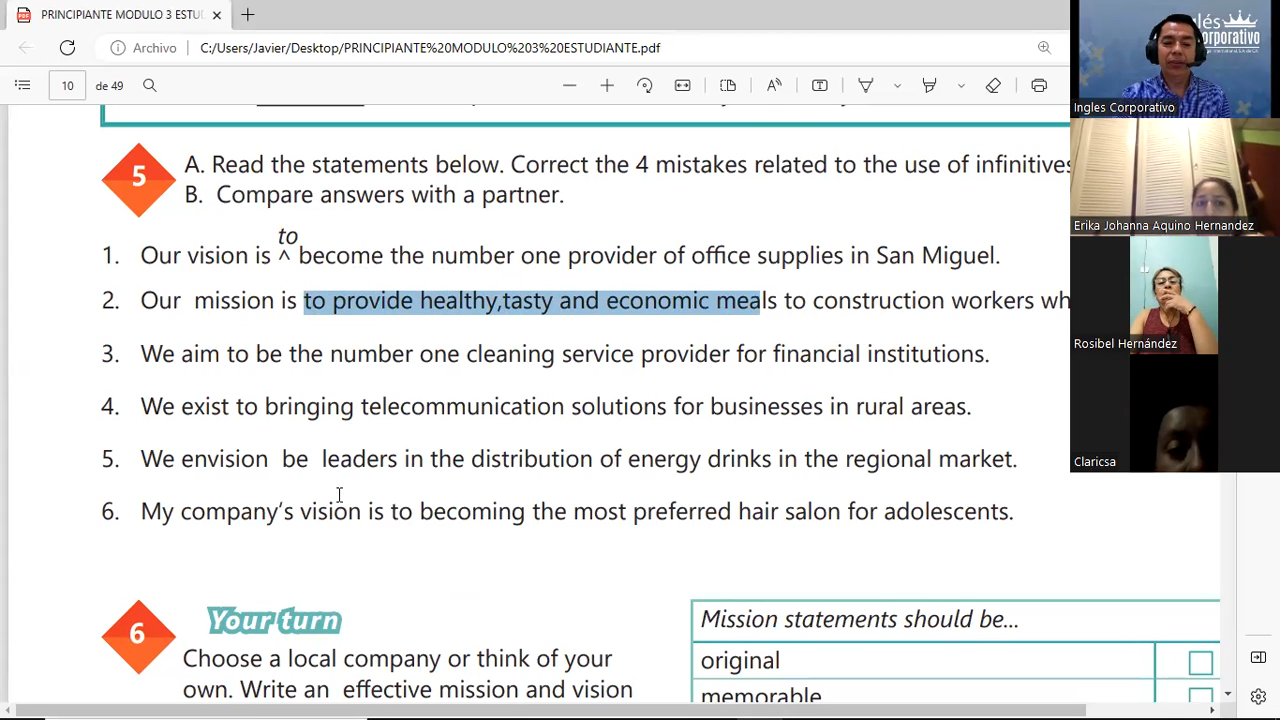 PRINCIPIANTE MODULO 3 ESTU
Archivo
C:/Users/Javier/Desktop/PRINCIPIANTE%20MODULO%203%20ESTUDIANTE.pdf
10
de 49
Inglés
Corporativo
Ingles Corporativo
5
A. Read the statements below. Correct the 4 mistakes related to the use of infinitives
B. Compare answers with a partner.
to
1. Our vision is ^ become the number one provider of office supplies in San Miguel.
2. Our mission is to provide healthy,tasty and economic meals to construction workers wh
3. We aim to be the number one cleaning service provider for financial institutions.
4. We exist to bringing telecommunication solutions for businesses in rural areas.
5. We envision be leaders in the distribution of energy drinks in the regional market.
6. My company's vision is to becoming the most preferred hair salon for adolescents.
Erika Johanna Aquino Hernandez
Rosibel Hernández
Claricsa
6
Your turn
Choose a local company or think of your
own. Write an effective mission and vision
Mission statements should be...
original
memorable